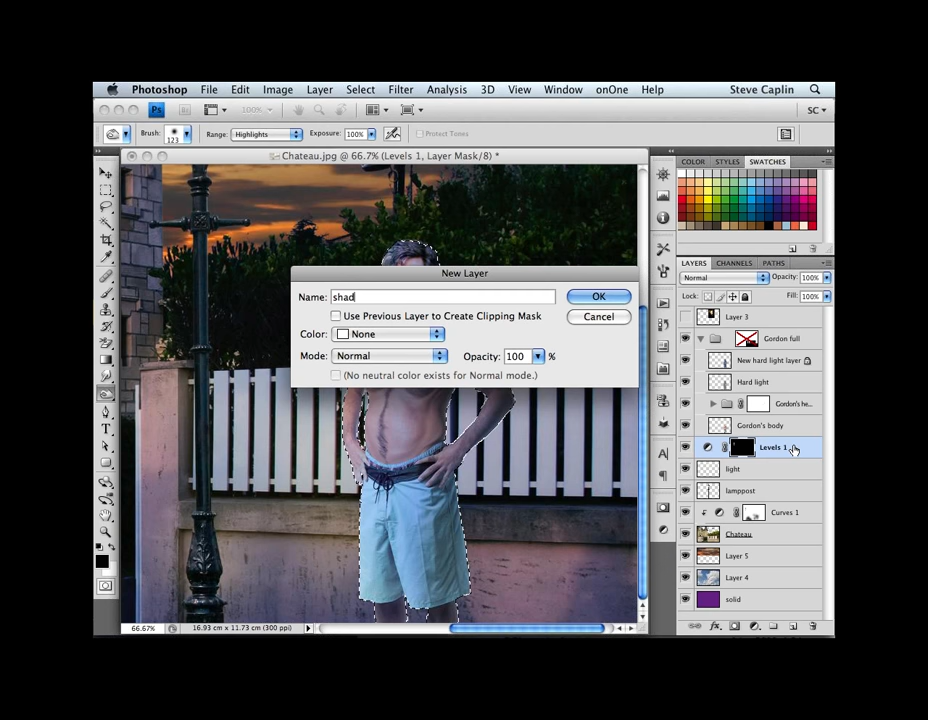 Photoshop File Edit Image Layer Select Filter Analysis 3D View Window onOne Help Steve Caplin
Ps 100% SC
Brush: 123 Range: Highlights Exposure: 100% Protect Tones
Chateau.jpg @ 66.7% (Levels 1, Layer Mask/8) *
COLOR STYLES SWATCHES
New Layer
Name: shad
OK
Use Previous Layer to Create Clipping Mask
Cancel
Color: None
Mode: Normal Opacity: 100 %
(No neutral color exists for Normal mode.)
LAYERS CHANNELS PATHS
Normal Opacity: 100%
Lock: Fill: 100%
Layer 3
Gordon full
New hard light layer
Hard light
Gordon's he...
Gordon's body
Levels 1
light
lamppost
Curves 1
Chateau
Layer 5
Layer 4
solid
T
A
fx
66.67% 16.93 cm x 11.73 cm (300 ppi)